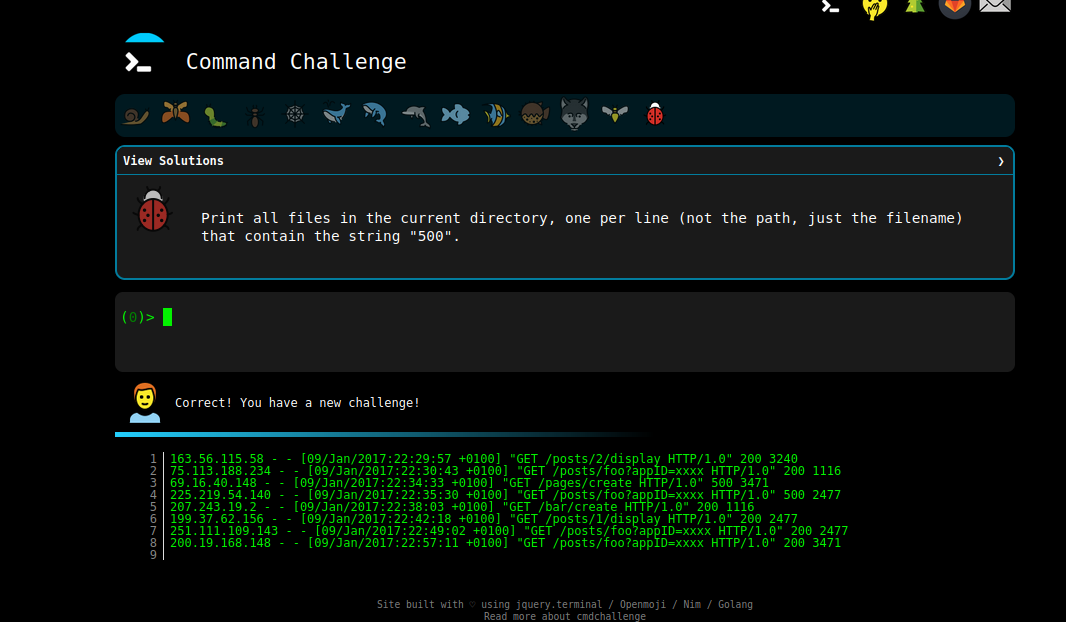 Command Challenge
View Solutions ❯
Print all files in the current directory, one per line (not the path, just the filename)
that contain the string "500".
(0)>
Correct! You have a new challenge!
1 163.56.115.58 - - [09/Jan/2017:22:29:57 +0100] "GET /posts/2/display HTTP/1.0" 200 3240
2 75.113.188.234 - - [09/Jan/2017:22:30:43 +0100] "GET /posts/foo?appID=xxxx HTTP/1.0" 200 1116
3 69.16.40.148 - - [09/Jan/2017:22:34:33 +0100] "GET /pages/create HTTP/1.0" 500 3471
4 225.219.54.140 - - [09/Jan/2017:22:35:30 +0100] "GET /posts/foo?appID=xxxx HTTP/1.0" 500 2477
5 207.243.19.2 - - [09/Jan/2017:22:38:03 +0100] "GET /bar/create HTTP/1.0" 200 1116
6 199.37.62.156 - - [09/Jan/2017:22:42:18 +0100] "GET /posts/1/display HTTP/1.0" 200 2477
7 251.111.109.143 - - [09/Jan/2017:22:49:02 +0100] "GET /posts/foo?appID=xxxx HTTP/1.0" 200 2477
8 200.19.168.148 - - [09/Jan/2017:22:57:11 +0100] "GET /posts/foo?appID=xxxx HTTP/1.0" 200 3471
9
Site built with ♡ using jquery.terminal / Openmoji / Nim / Golang
Read more about cmdchallenge